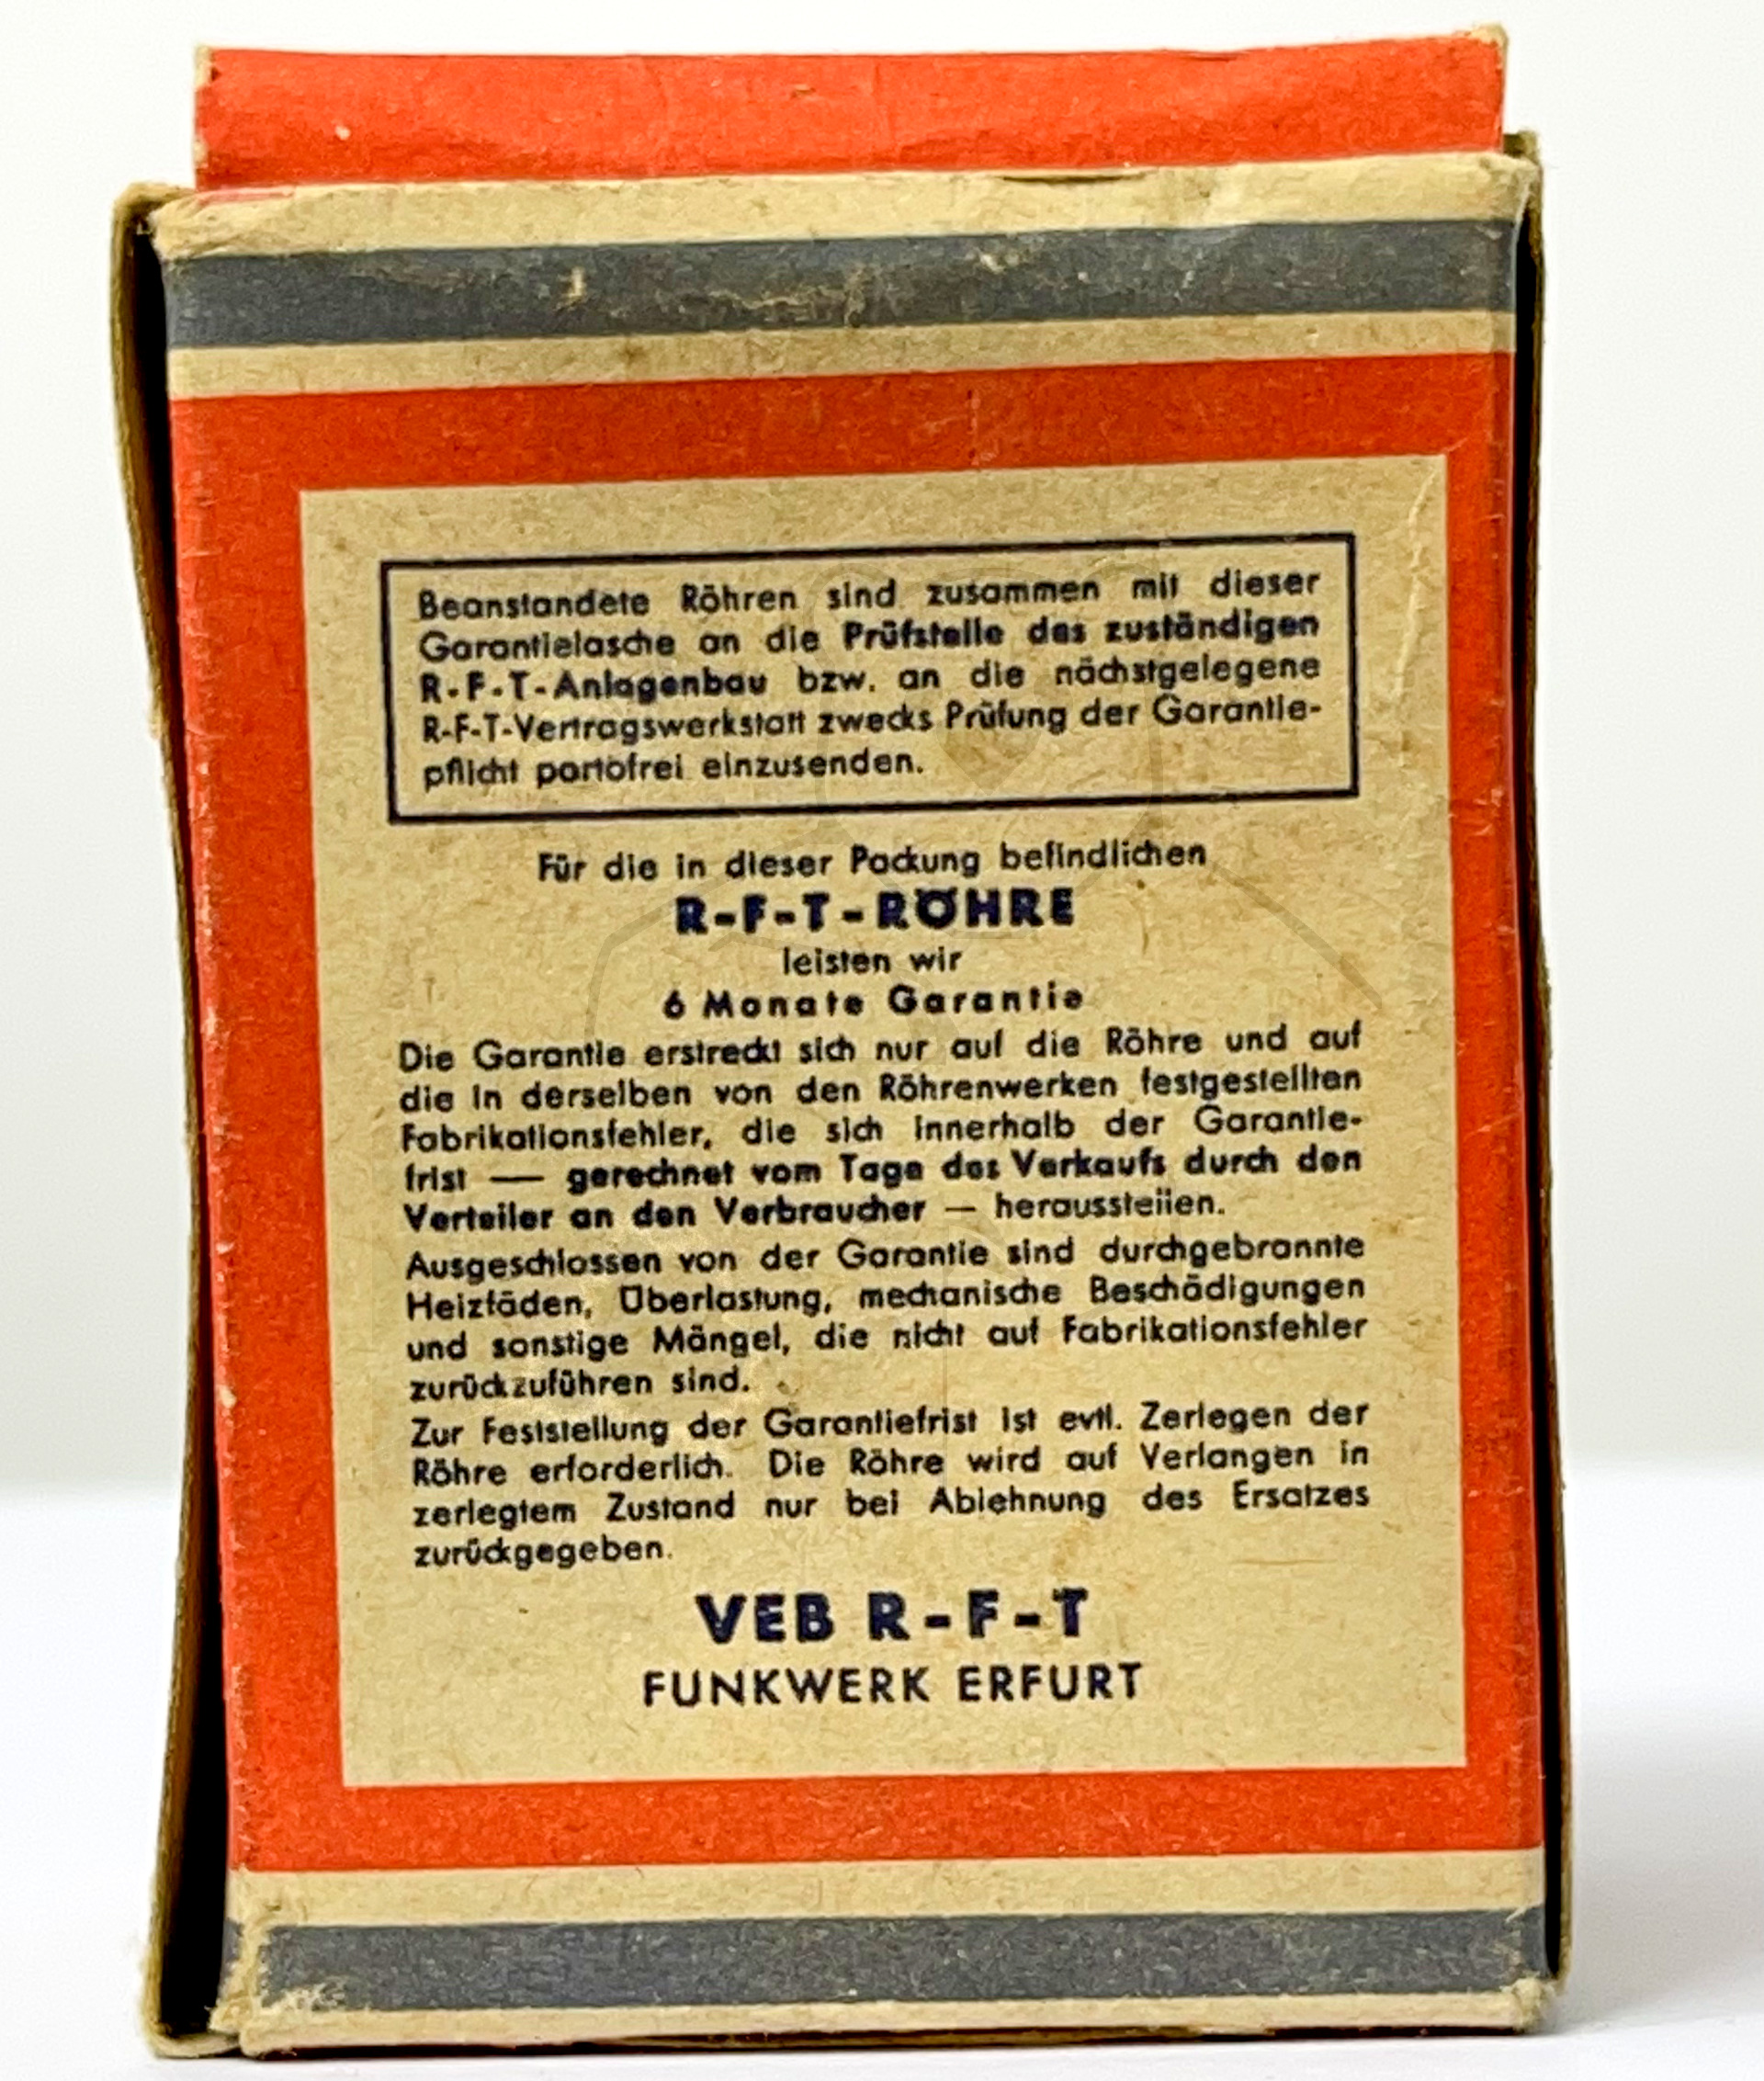 Beanstandete Röhren sind zusammen mit dieser
Garantielasche an die Prüfstelle des zuständigen
R-F-T-Anlagenbau bzw. an die nächstgelegene
R-F-T-Vertragswerkstatt zwecks Prüfung der Garantie-
pflicht portofrei einzusenden.
Für die in dieser Packung befindlichen
R-F-T-RÖHRE
leisten wir
6 Monate Garantie
Die Garantie erstreckt sich nur auf die Röhre und auf
die in derselben von den Röhrenwerken festgestellten
Fabrikationsfehler, die sich innerhalb der Garantie-
frist — gerechnet vom Tage des Verkaufs durch den
Verteiler an den Verbraucher — herausstellen.
Ausgeschlossen von der Garantie sind durchgebrannte
Heizfäden, Überlastung, mechanische Beschädigungen
und sonstige Mängel, die nicht auf Fabrikationsfehler
zurückzuführen sind.
Zur Feststellung der Garantiefrist ist evtl. Zerlegen der
Röhre erforderlich. Die Röhre wird auf Verlangen in
zerlegtem Zustand nur bei Ablehnung des Ersatzes
zurückgegeben.
VEB R-F-T
FUNKWERK ERFURT